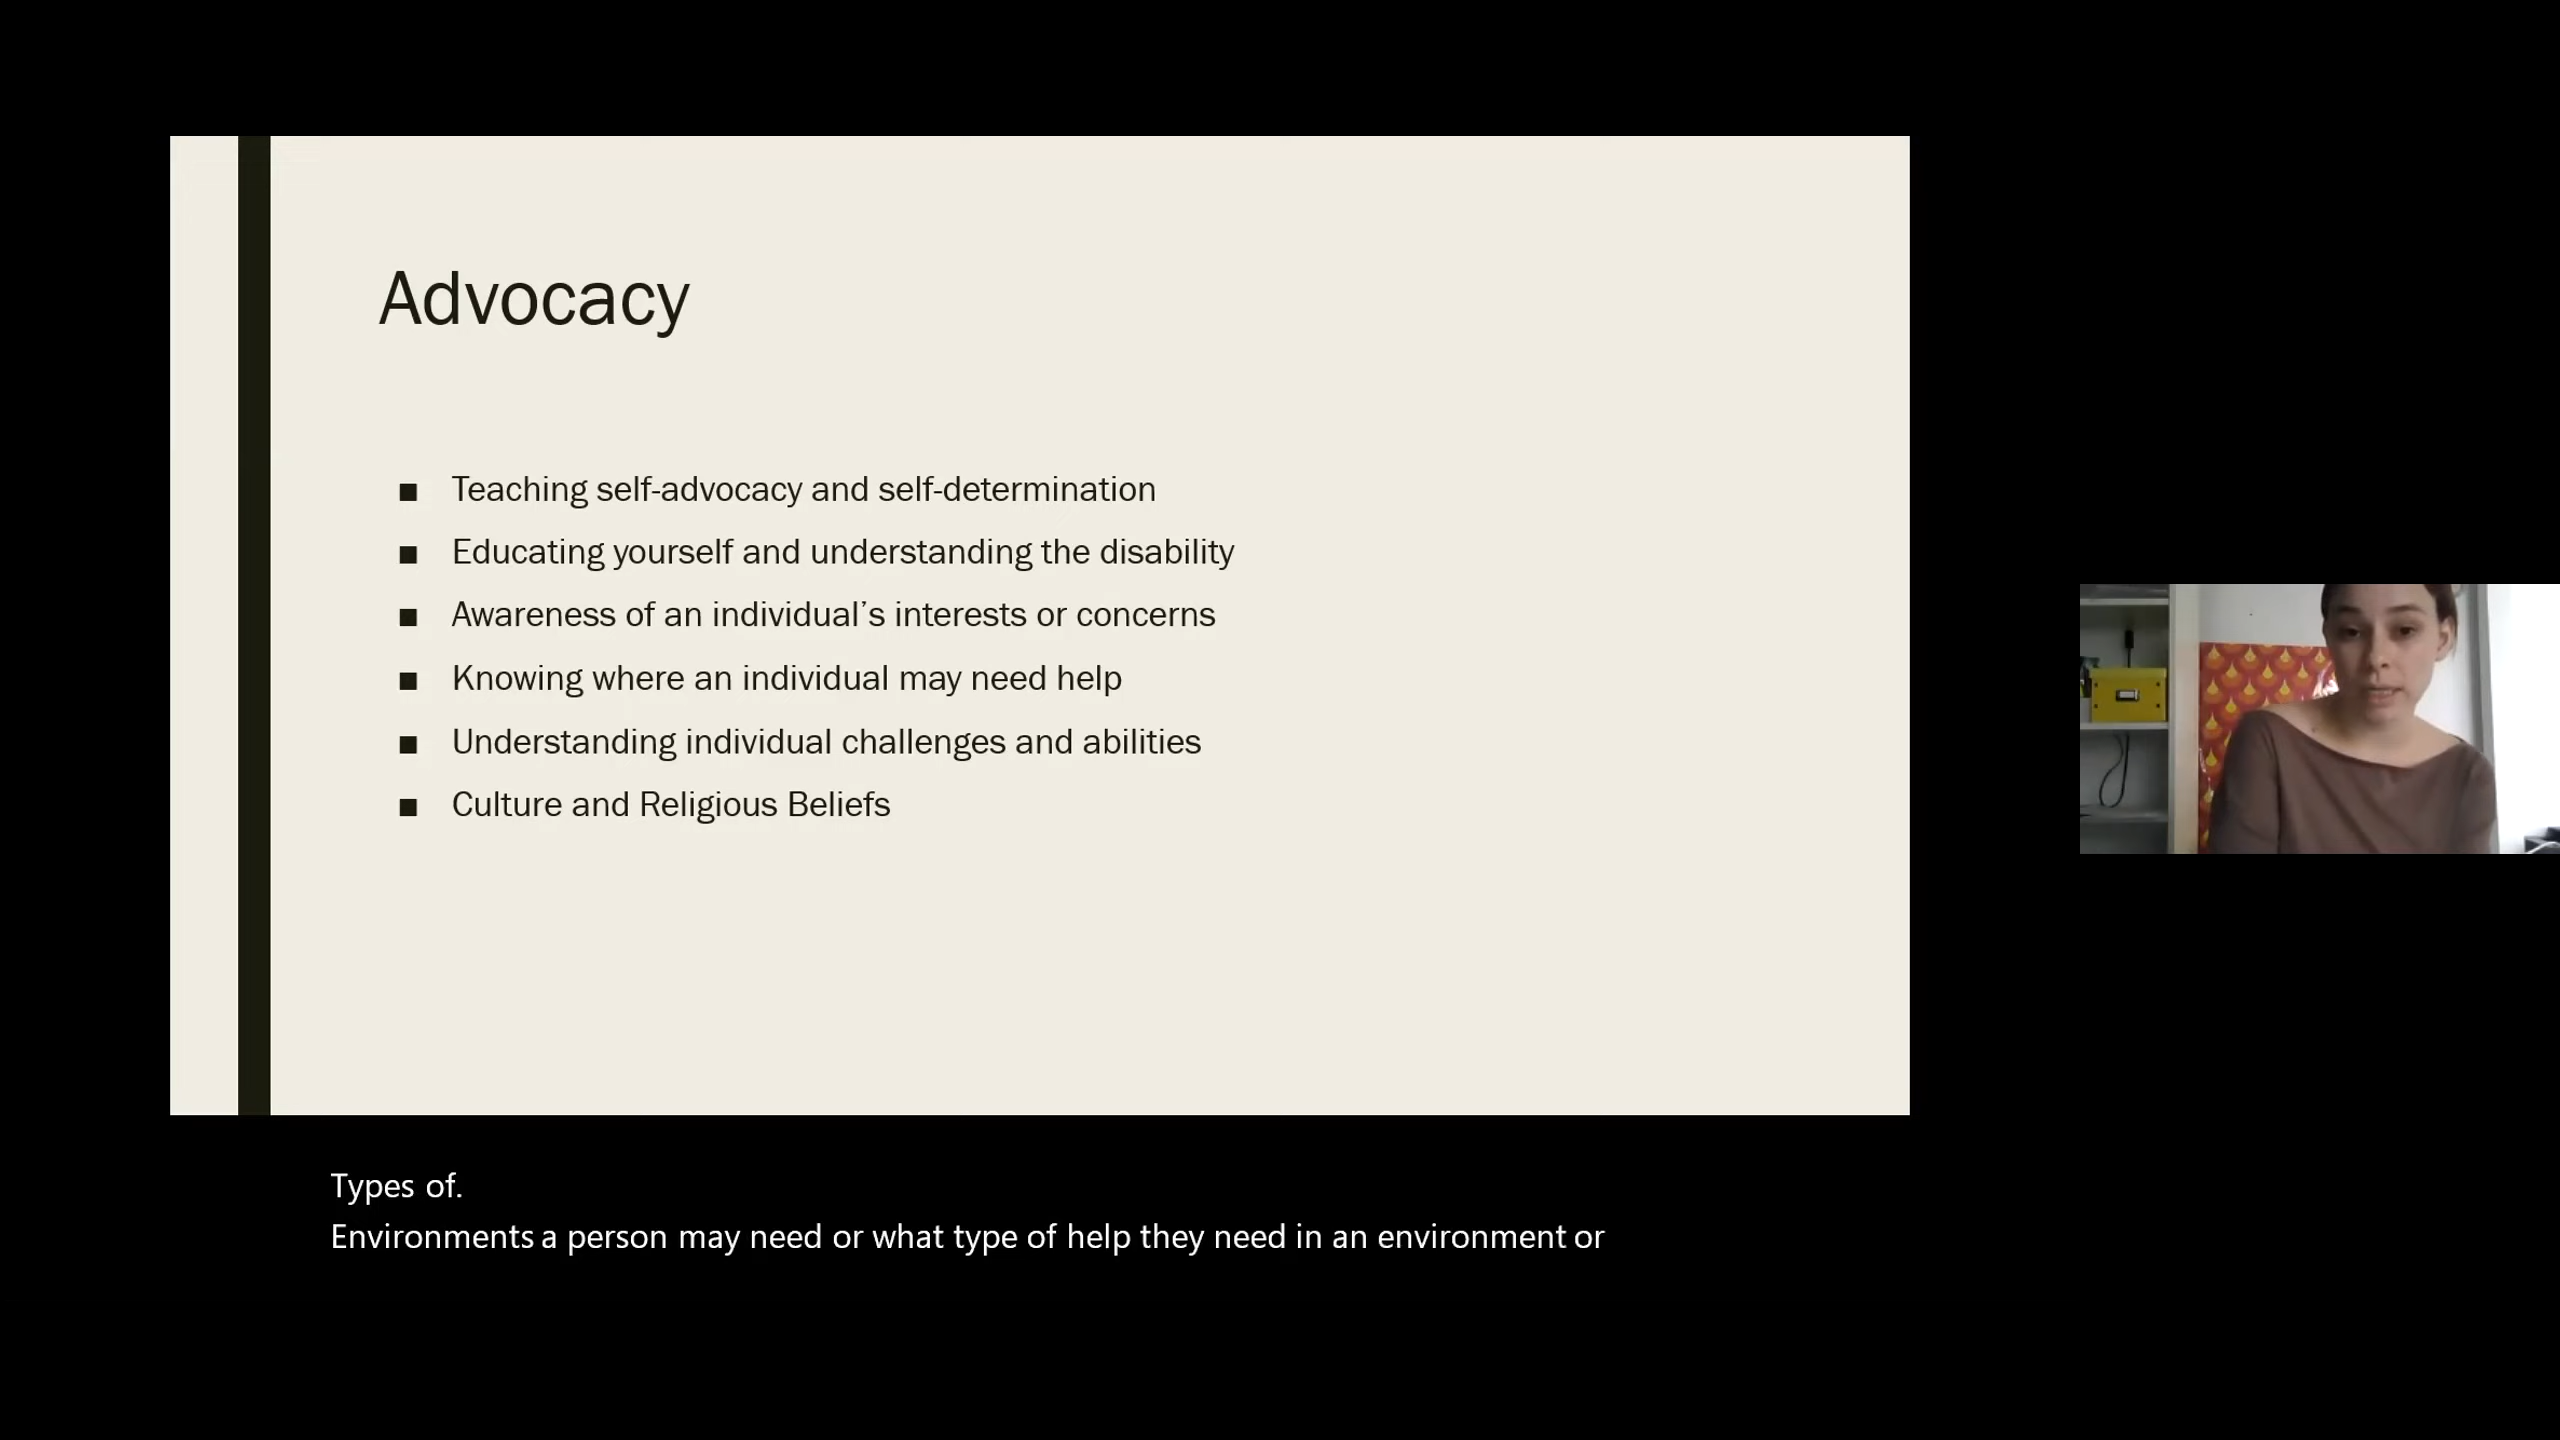 Advocacy
■ Teaching self-advocacy and self-determination
■ Educating yourself and understanding the disability
■ Awareness of an individual’s interests or concerns
■ Knowing where an individual may need help
■ Understanding individual challenges and abilities
■ Culture and Religious Beliefs
Types of.
Environments a person may need or what type of help they need in an environment or